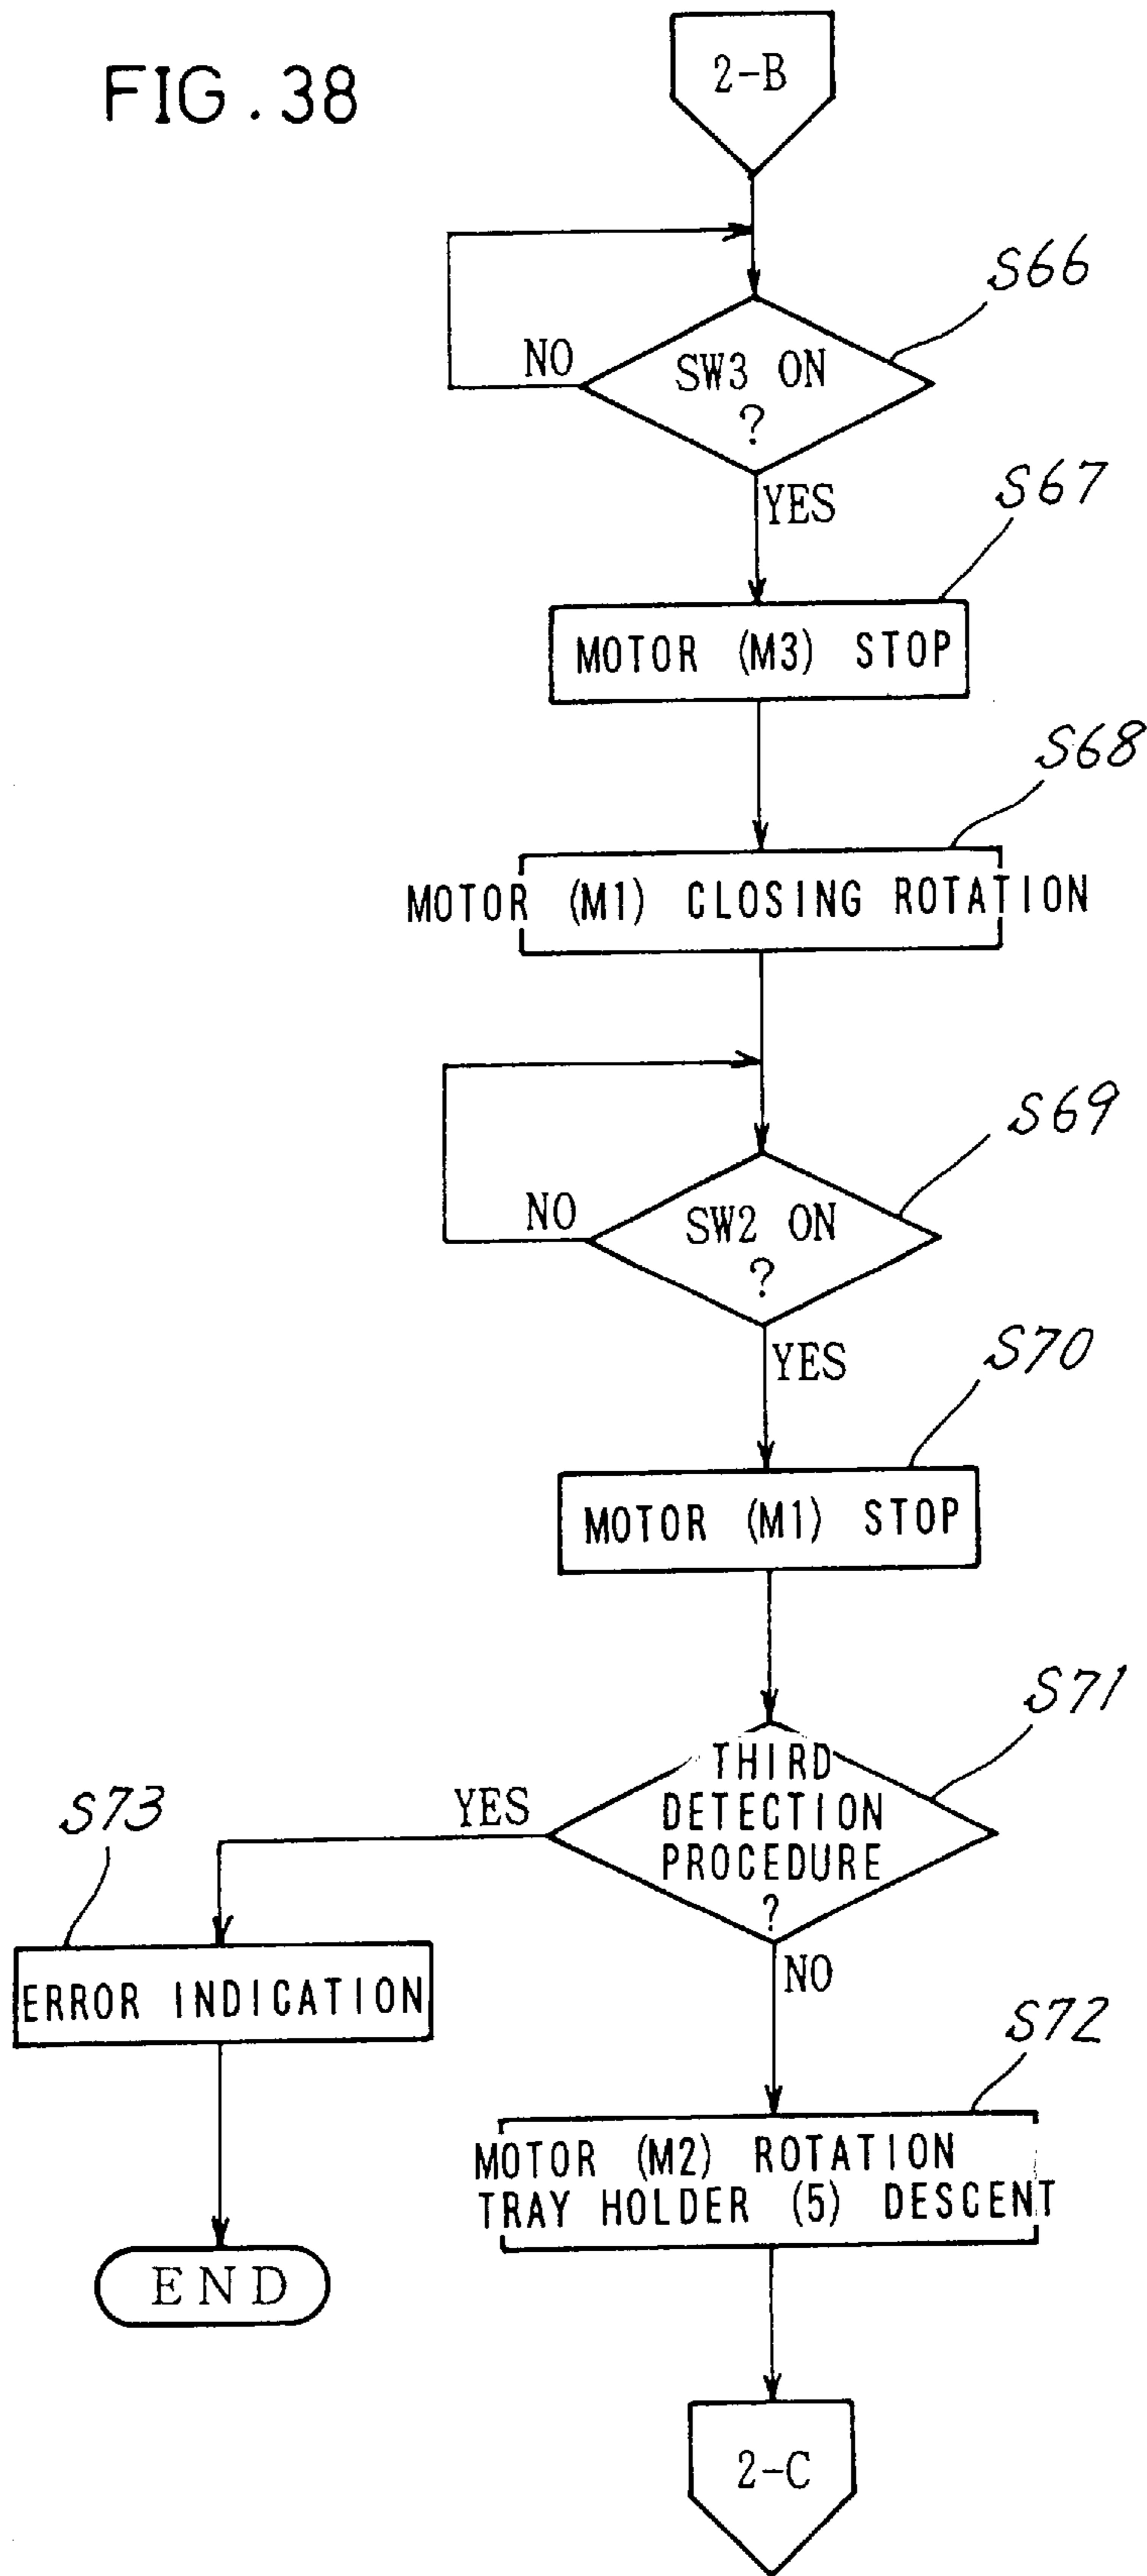 FIG. 38
2-B
S66
NO
SW3 ON
?
YES
S67
MOTOR (M3) STOP
S68
MOTOR (M1) CLOSING ROTATION
S69
NO
SW2 ON
?
YES
S70
MOTOR (M1) STOP
S71
THIRD
DETECTION
PROCEDURE
?
YES
S73
NO
ERROR INDICATION
S72
MOTOR (M2) ROTATION
TRAY HOLDER (5) DESCENT
END
2-C